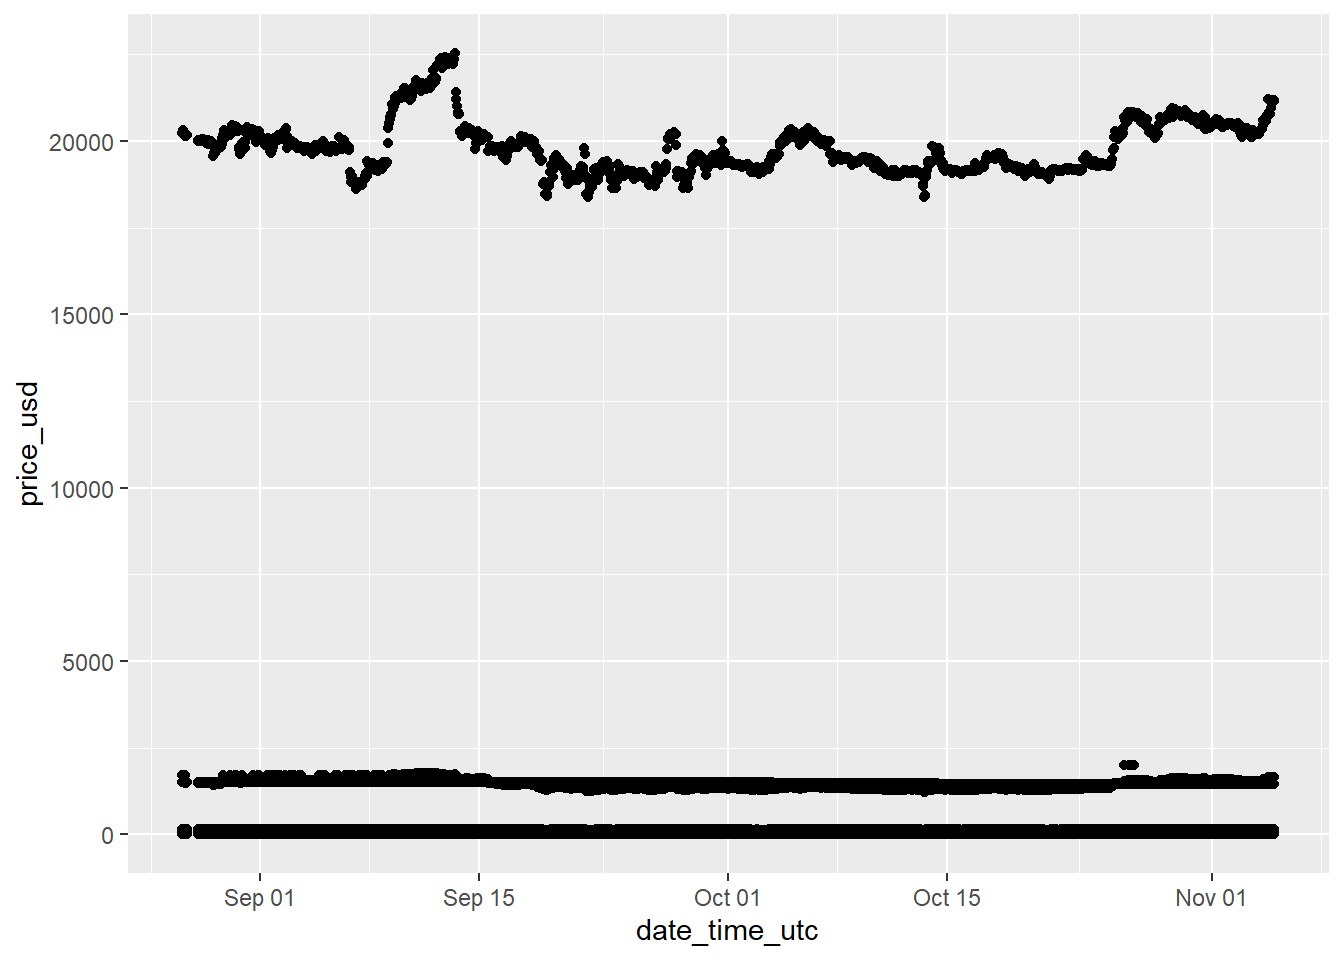 20000
15000
10000
5000
0
price_usd
Sep 01
Sep 15
Oct 01
Oct 15
Nov 01
date_time_utc